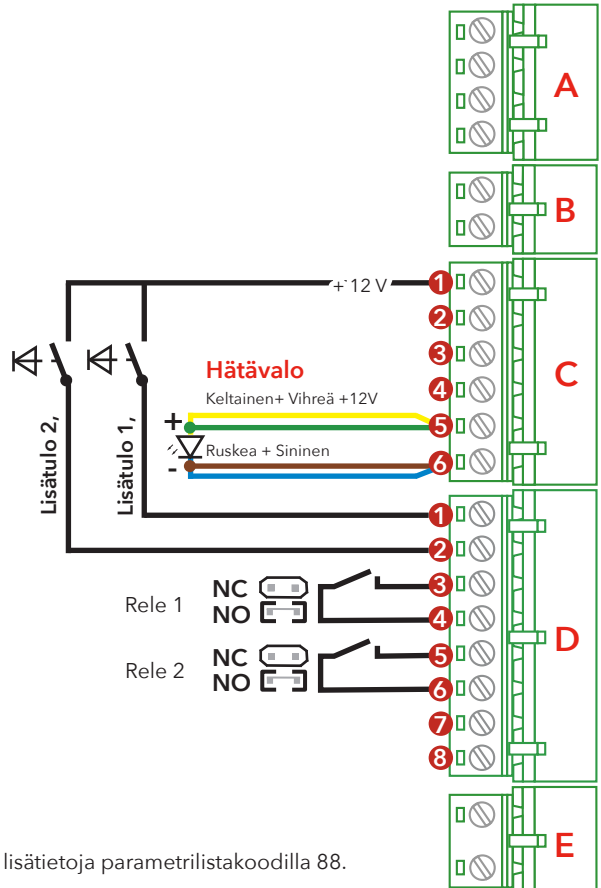 A
B
+ 12 V
1
2
3
4
5
6
C
Hätävalo
Keltainen+ Vihreä +12V
+
Ruskea + Sininen
-
Lisätulo 2,
Lisätulo 1,
1
2
3
4
5
6
7
8
D
Rele 1
NC
NO
Rele 2
NC
NO
E
lisätietoja parametrilistakoodilla 88.